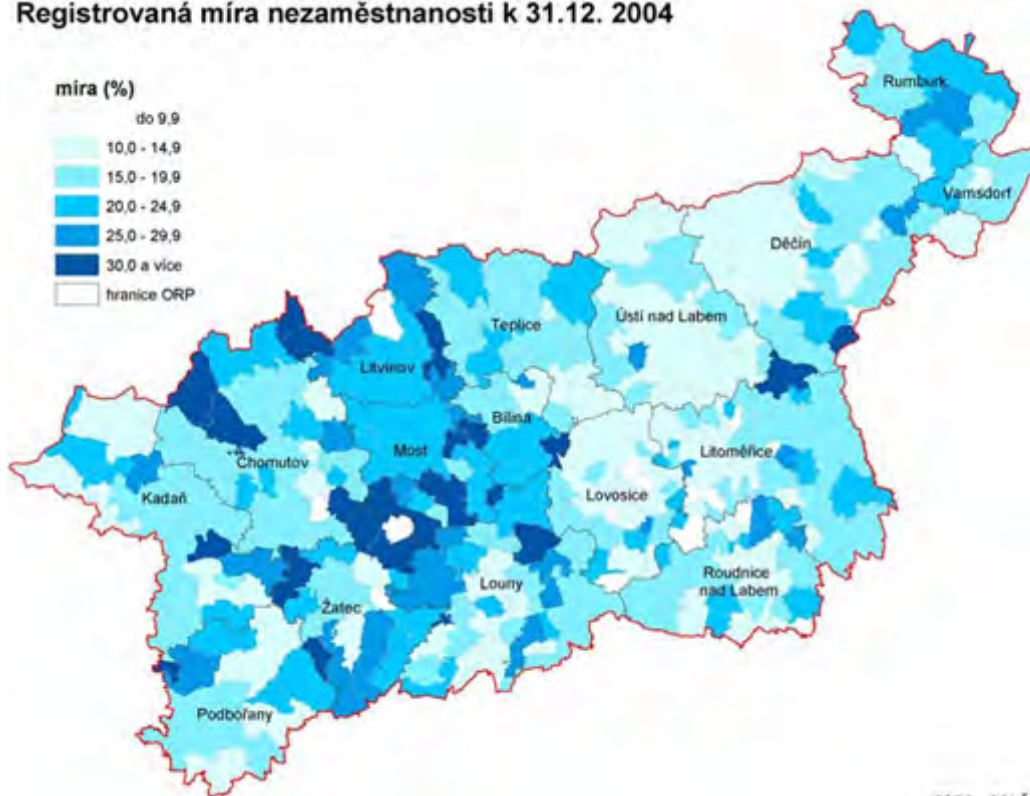 Registrovaná míra nezaměstnanosti k 31.12. 2004
míra (%)
do 9,9
10,0 - 14,9
15,0 - 19,9
20,0 - 24,9
25,0 - 29,9
30,0 a více
hranice ORP
Rumburk
Varnsdorf
Děčín
Ústí nad Labem
Teplice
Litvínov
Bílina
Most
Litoměřice
Chomutov
Lovosice
Kadaň
Roudnice
nad Labem
Louny
Žatec
Podbořany